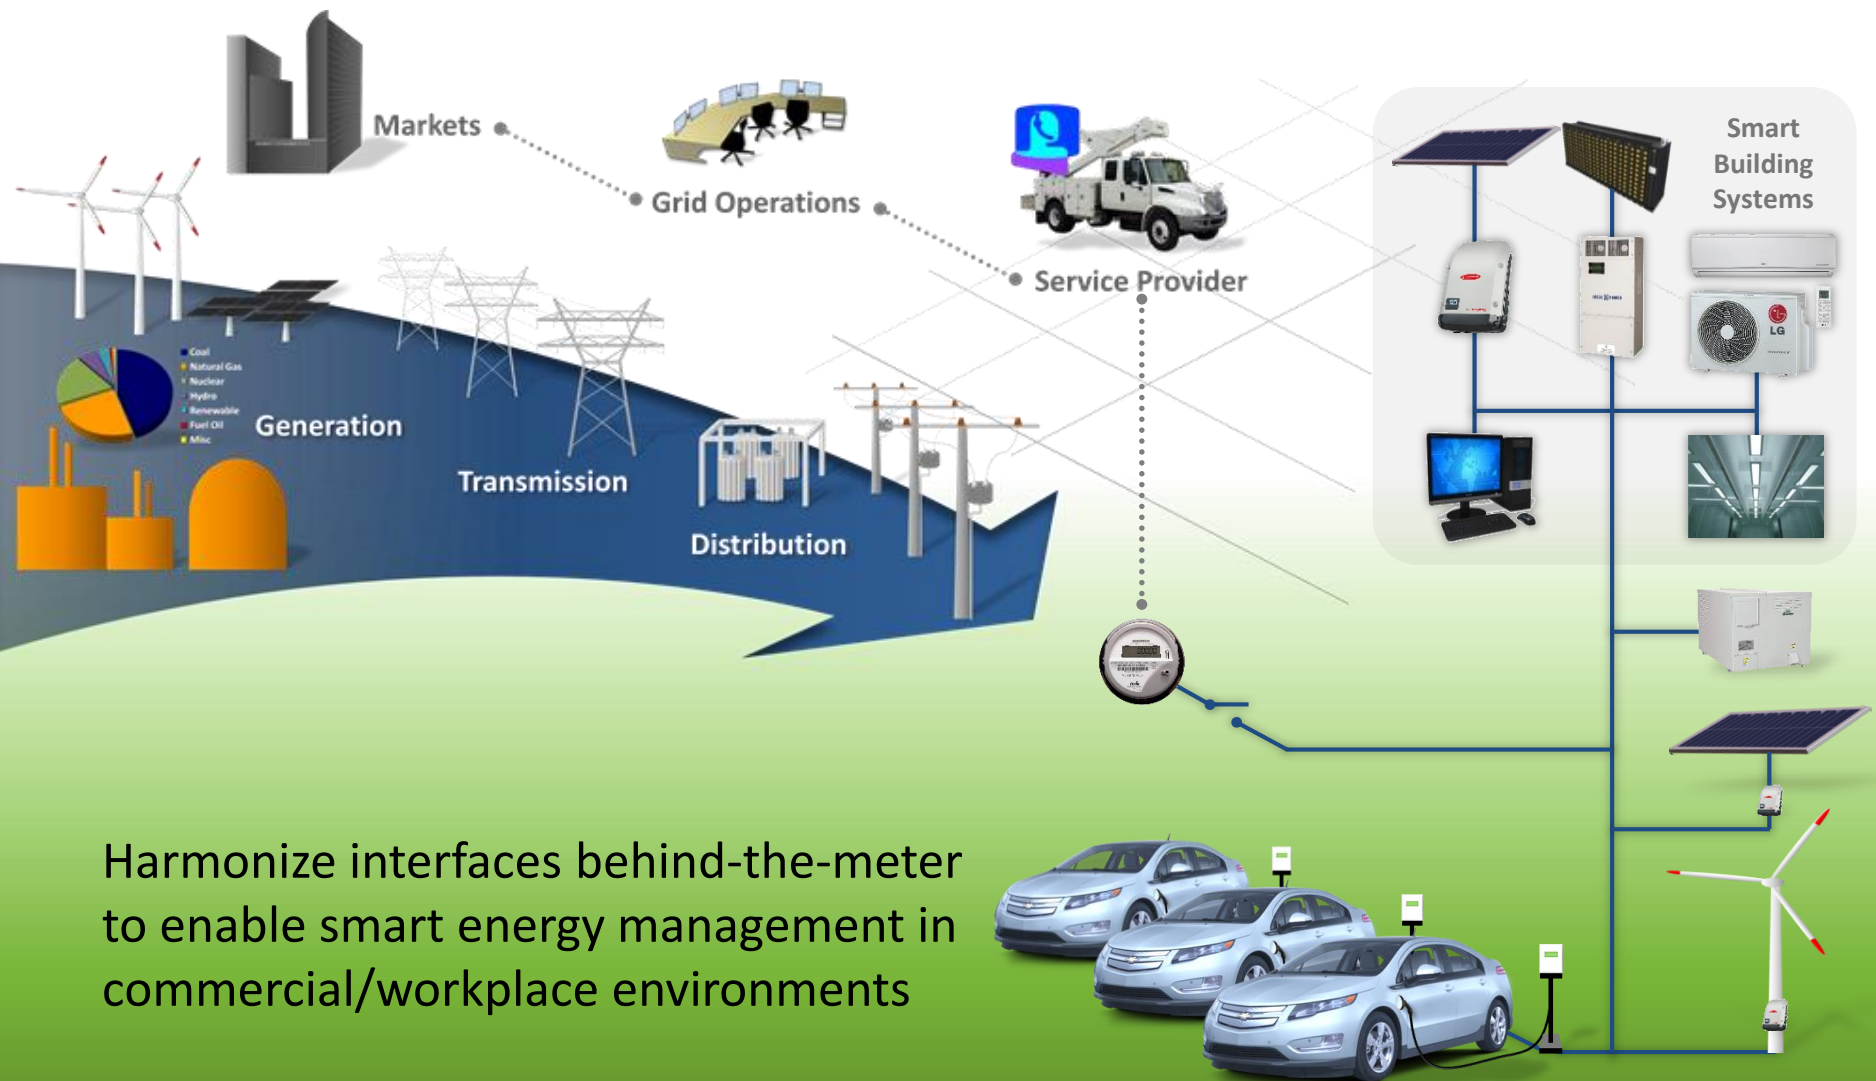 Markets
Grid Operations
Service Provider
Smart
Building
Systems
LG
Coal
Natural Gas
Nuclear
Hydro
Renewable
Fuel Oil
Misc
Generation
Transmission
Distribution
Harmonize interfaces behind-the-meter
to enable smart energy management in
commercial/workplace environments